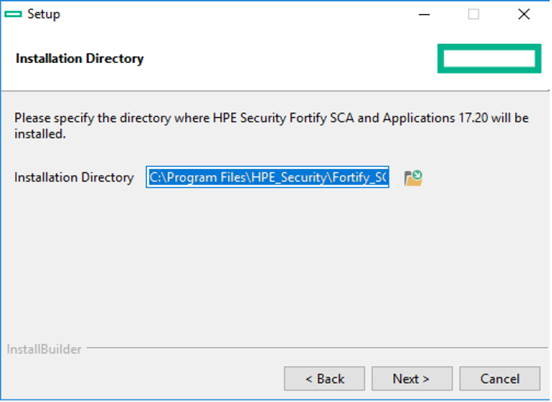 Setup
Installation Directory
Please specify the directory where HPE Security Fortify SCA and Applications 17.20 will be
installed.
Installation Directory C:\Program Files\HPE_Security\Fortify_SC
InstallBuilder
< Back Next > Cancel